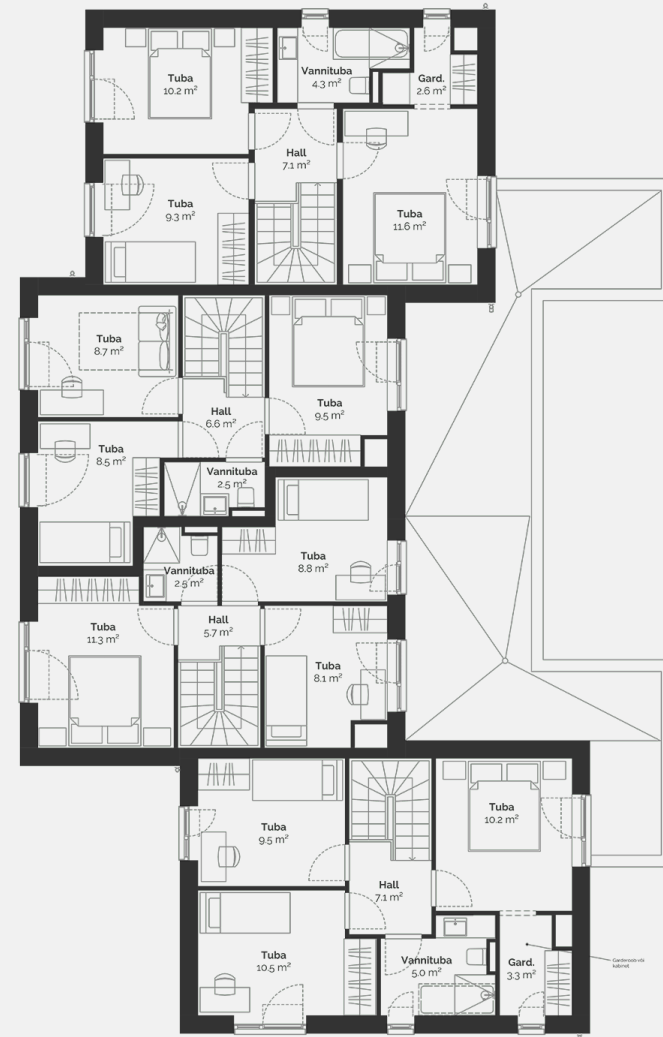 Tuba
10.2 m²
Vannituba
4.3 m²
Gard.
2.6 m²
Hall
7.1 m²
Tuba
9.3 m²
Tuba
11.6 m²
Tuba
8.7 m²
Tuba
9.5 m²
Hall
6.6 m²
Tuba
8.5 m²
Vannituba
2.5 m²
Tuba
8.8 m²
Vannituba
2.5 m²
Tuba
11.3 m²
Hall
5.7 m²
Tuba
8.1 m²
Tuba
9.5 m²
Tuba
10.2 m²
Hall
7.1 m²
Tuba
10.5 m²
Vannituba
5.0 m²
Gard.
3.3 m²
Garderoob või
kabinet